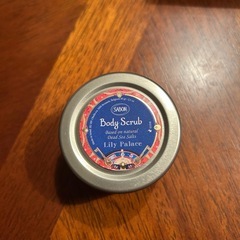 SABON
Body Scrub
Based on natural
Dead Sea Salts
Lily Palace